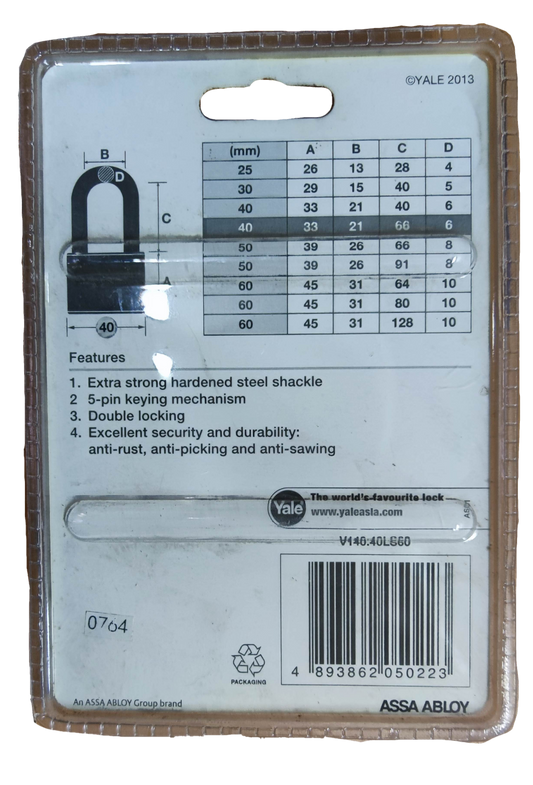 ©YALE 2013
B
D
C
A
40
(mm) A B C D
25 26 13 28 4
30 29 15 40 5
40 33 21 40 6
40 33 21 66 6
50 39 26 66 8
50 39 26 91 8
60 45 31 64 10
60 45 31 80 10
60 45 31 128 10
Features
1. Extra strong hardened steel shackle
2 5-pin keying mechanism
3. Double locking
4. Excellent security and durability:
anti-rust, anti-picking and anti-sawing
Yale
The world's-favourite lock
www.yaleasia.com
AS01
V140.40LS60
4 893862 050223
0704
PACKAGING
An ASSA ABLOY Group brand
ASSA ABLOY